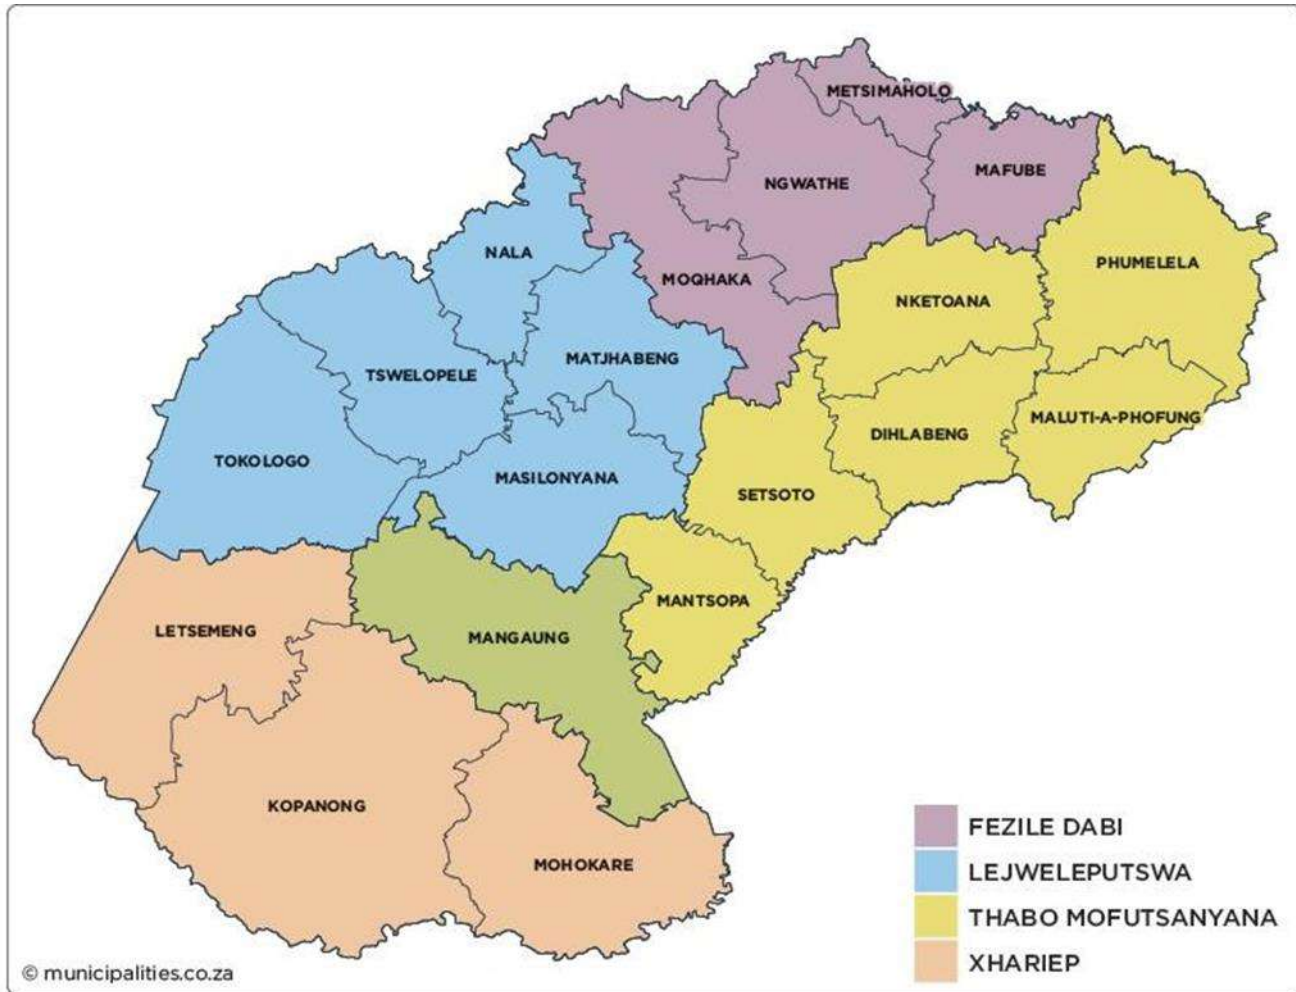 METSIMAHOLO
MAFUBE
NGWATHE
NALA
PHUMELELA
MOQHAKA
NKETOANA
MATJHABENG
TSWELOPELE
MALUTI-A-PHOFUNG
DIHLABENG
TOKOLOGO
MASILONYANA
SETSOTO
MANTSOPA
LETSEMENG
MANGAUNG
KOPANONG
MOHOKARE
FEZILE DABI
LEJWELEPUTSWA
THABO MOFUTSANYANA
XHARIEP
© municipalities.co.za